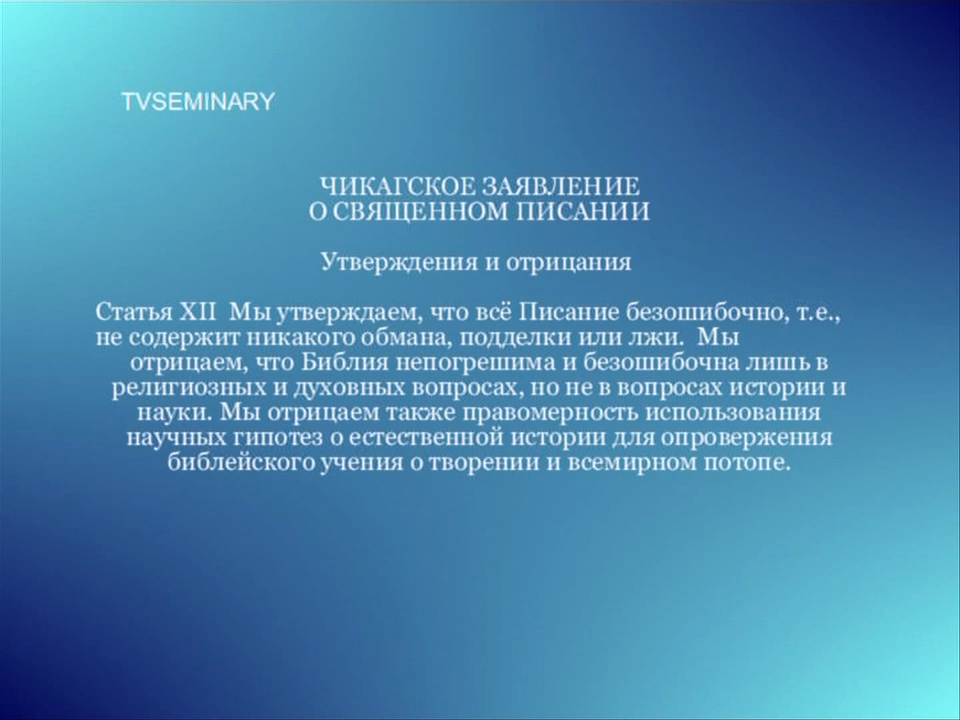 TVSEMINARY
ЧИКАГСКОЕ ЗАЯВЛЕНИЕ
О СВЯЩЕННОМ ПИСАНИИ
Утверждения и отрицания
Статья XII  Мы утверждаем, что всё Писание безошибочно, т.е.,
не содержит никакого обмана, подделки или лжи.  Мы
отрицаем, что Библия непогрешима и безошибочна лишь в
религиозных и духовных вопросах, но не в вопросах истории и
науки. Мы отрицаем также правомерность использования
научных гипотез о естественной истории для опровержения
библейского учения о творении и всемирном потопе.